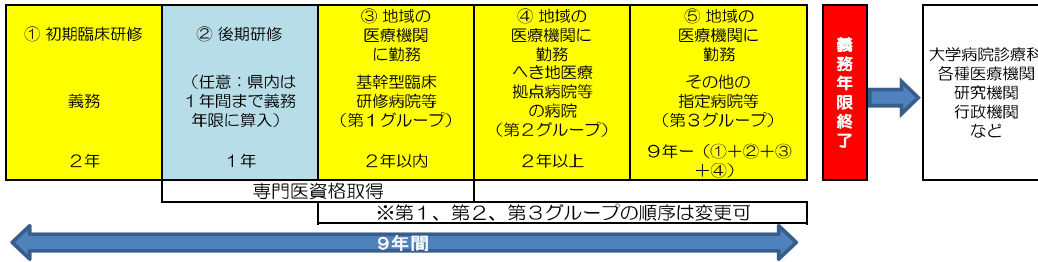 ① 初期臨床研修
義務
２年
② 後期研修
（任意：県内は
１年間まで義務
年限に算入）
１年
③ 地域の
医療機関
に勤務
基幹型臨床
研修病院等
（第１グループ）
２年以内
④ 地域の
医療機関に
勤務
へき地医療
拠点病院等
の病院
（第２グループ）
２年以上
⑤ 地域の
医療機関に
勤務
その他の
指定病院等
（第３グループ）
９年ー（①＋②＋③
＋④）
義務年限終了
大学病院診療科
各種医療機関
研究機関
行政機関
など
専門医資格取得
※第１、第２、第３グループの順序は変更可
９年間